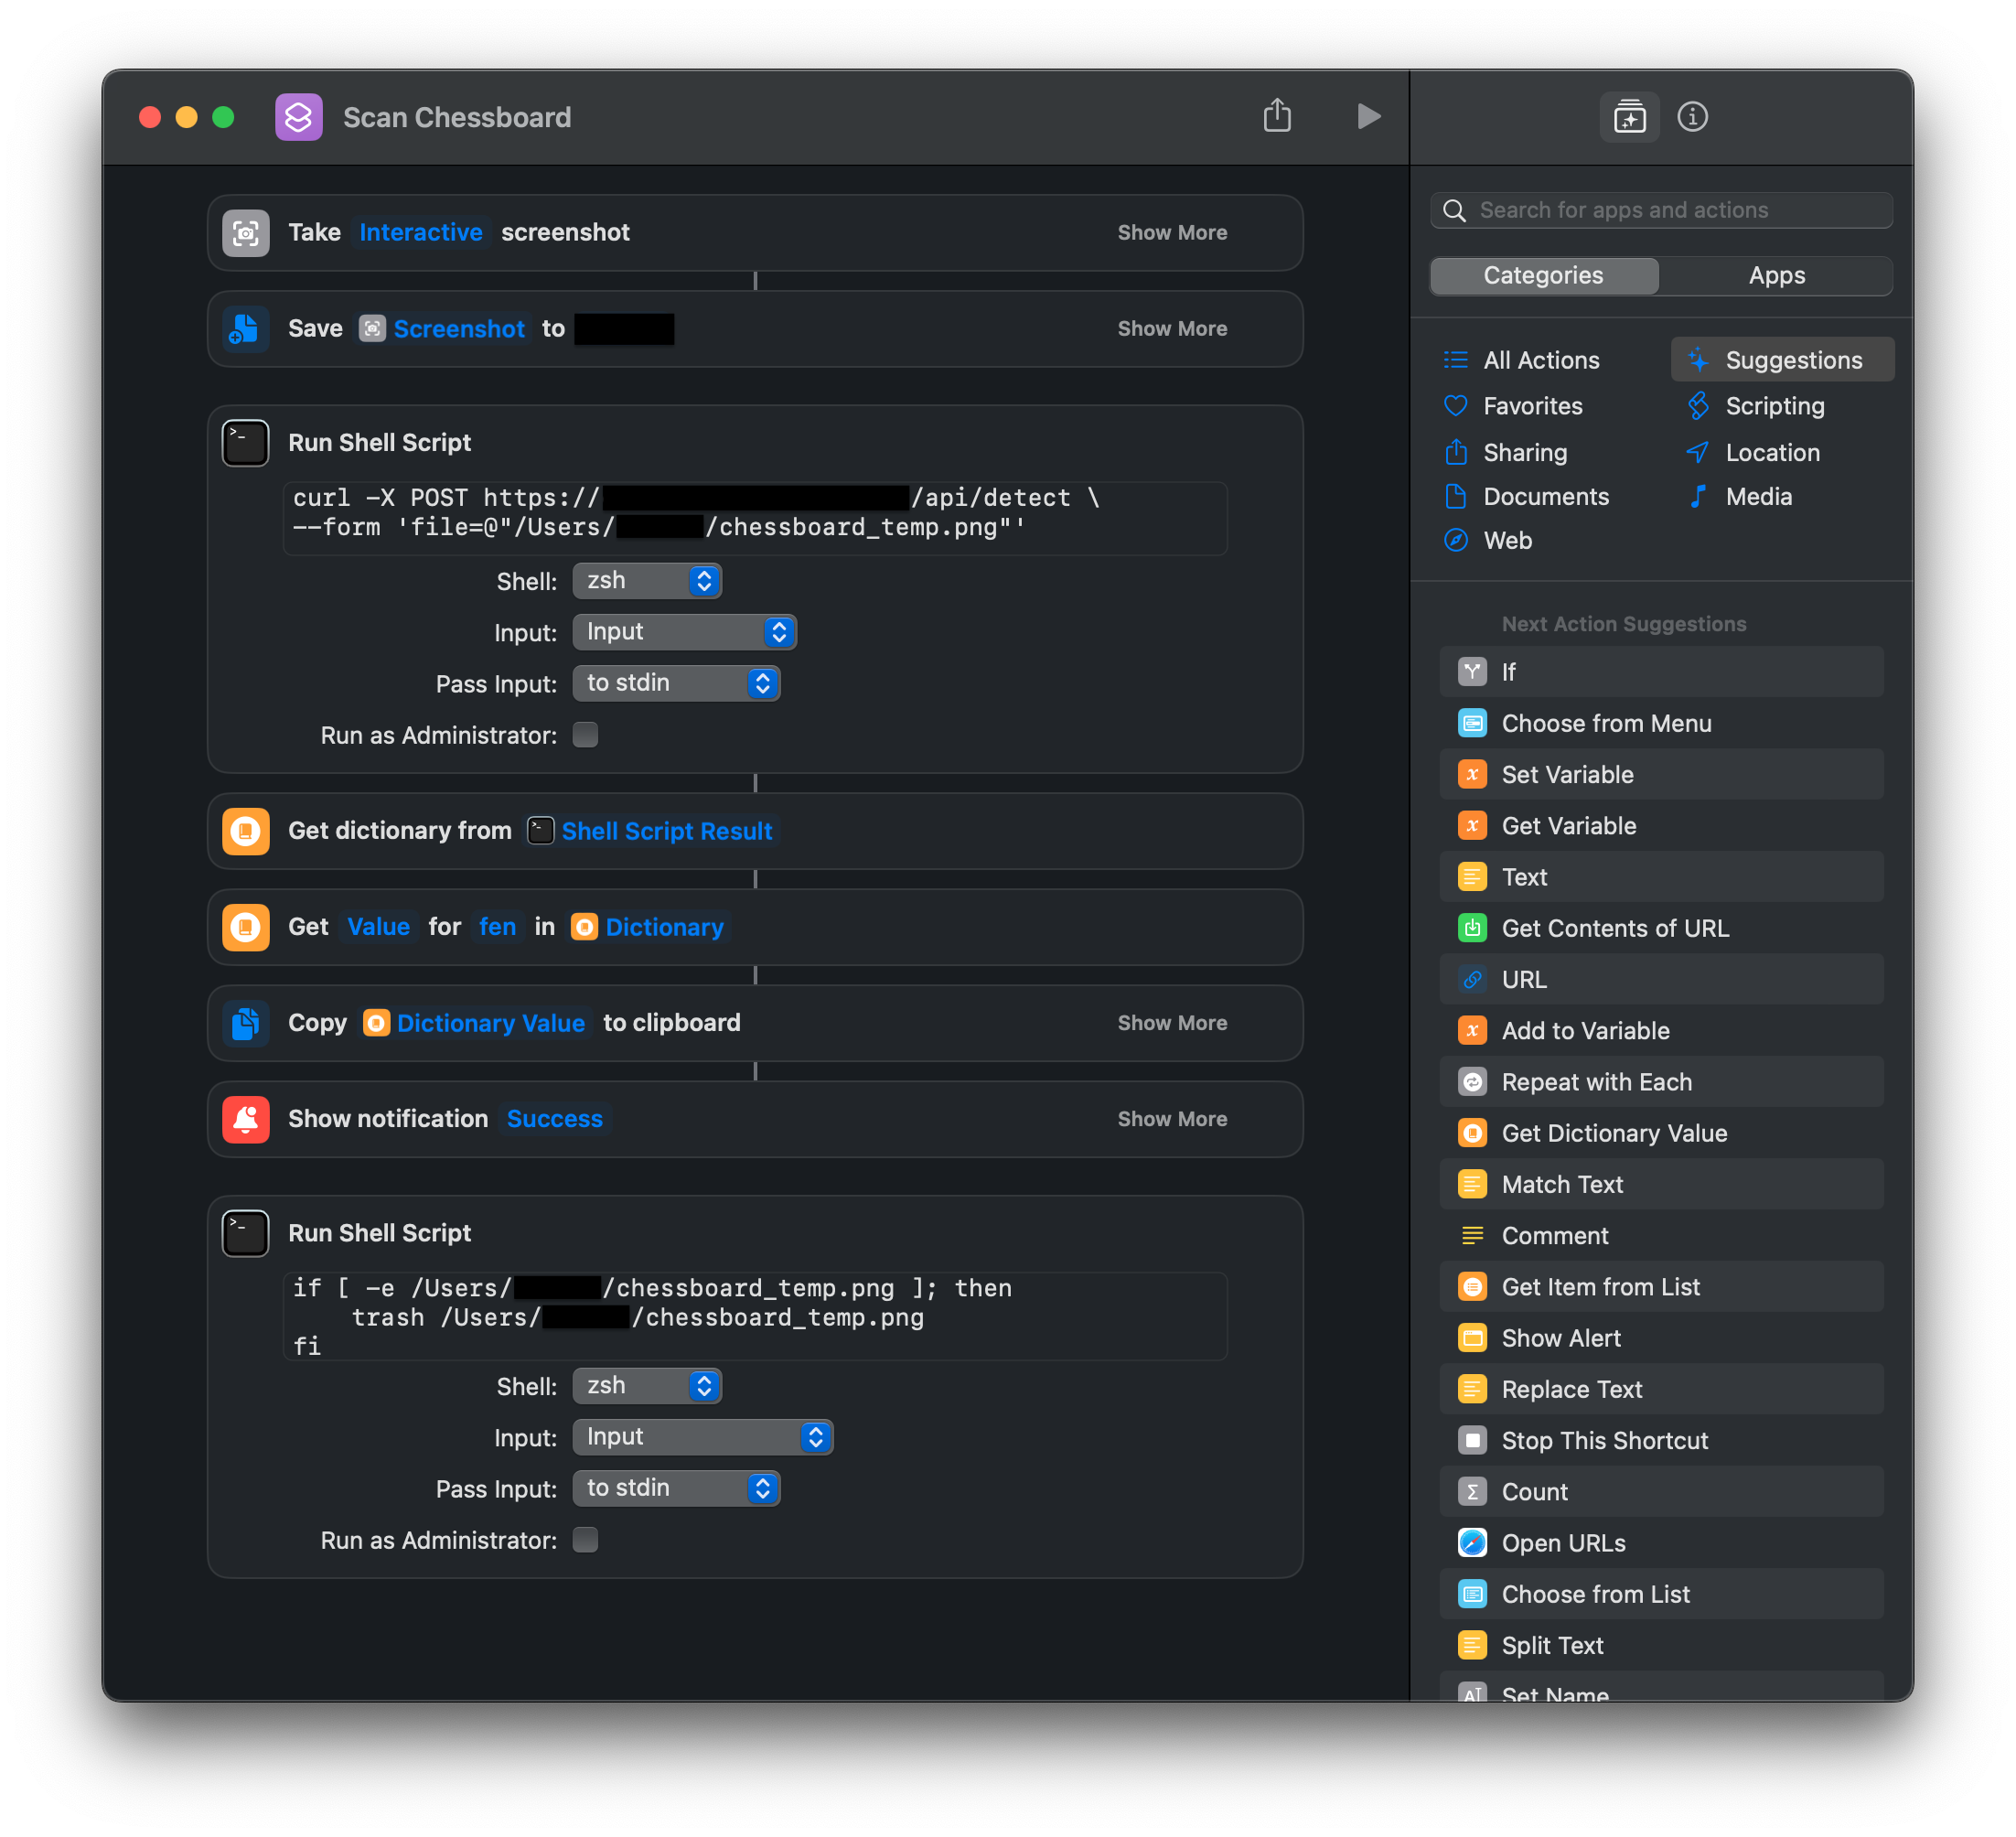 Scan Chessboard
Take Interactive screenshot Show More
Save Screenshot to Show More
Run Shell Script
curl -X POST https:// /api/detect \
--form 'file=@"/Users/ /chessboard_temp.png"'
Shell: zsh
Input: Input
Pass Input: to stdin
Run as Administrator:
Get dictionary from Shell Script Result
Get Value for fen in Dictionary
Copy Dictionary Value to clipboard Show More
Show notification Success Show More
Run Shell Script
if [ -e /Users/ /chessboard_temp.png ]; then
trash /Users/ /chessboard_temp.png
fi
Shell: zsh
Input: Input
Pass Input: to stdin
Run as Administrator:
Search for apps and actions
Categories Apps
All Actions Suggestions
Favorites Scripting
Sharing Location
Documents Media
Web
Next Action Suggestions
If
Choose from Menu
Set Variable
Get Variable
Text
Get Contents of URL
URL
Add to Variable
Repeat with Each
Get Dictionary Value
Match Text
Comment
Get Item from List
Show Alert
Replace Text
Stop This Shortcut
Count
Open URLs
Choose from List
Split Text
Set Name